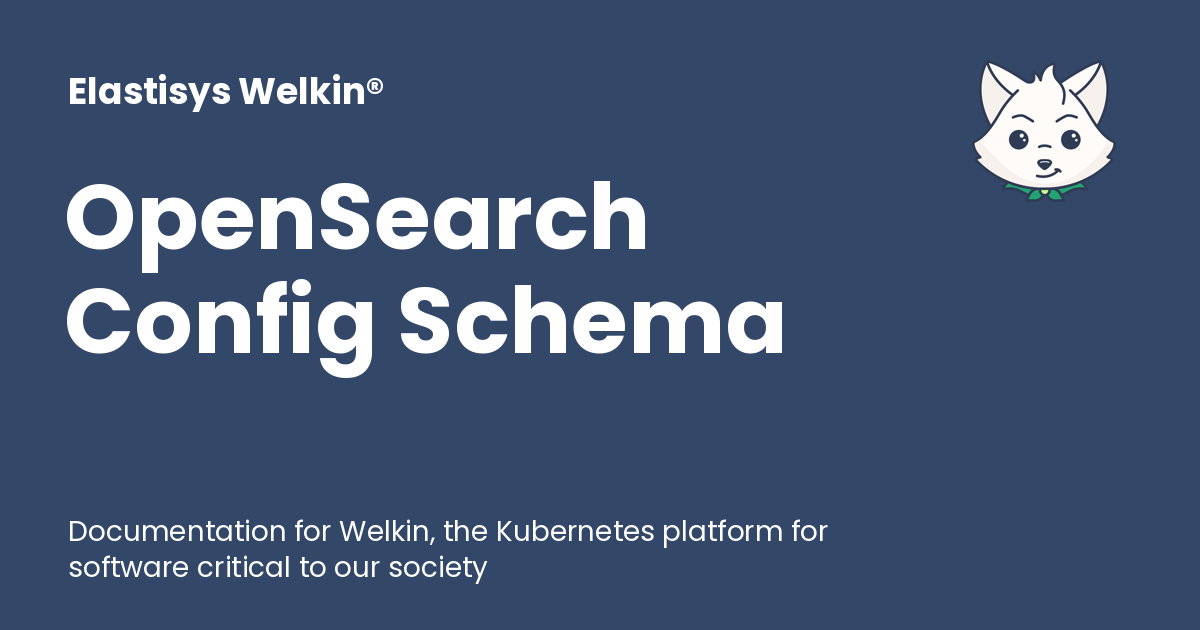 Elastisys Welkin®
OpenSearch
Config Schema
Documentation for Welkin, the Kubernetes platform for
software critical to our society